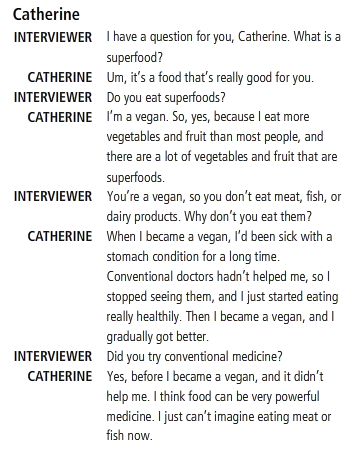 Catherine
INTERVIEWER I have a question for you, Catherine. What is a
superfood?
CATHERINE Um, it's a food that's really good for you.
INTERVIEWER Do you eat superfoods?
CATHERINE I'm a vegan. So, yes, because I eat more
vegetables and fruit than most people, and
there are a lot of vegetables and fruit that are
superfoods.
INTERVIEWER You're a vegan, so you don't eat meat, fish, or
dairy products. Why don't you eat them?
CATHERINE When I became a vegan, I'd been sick with a
stomach condition for a long time.
Conventional doctors hadn't helped me, so I
stopped seeing them, and I just started eating
really healthily. Then I became a vegan, and I
gradually got better.
INTERVIEWER Did you try conventional medicine?
CATHERINE Yes, before I became a vegan, and it didn't
help me. I think food can be very powerful
medicine. I just can't imagine eating meat or
fish now.